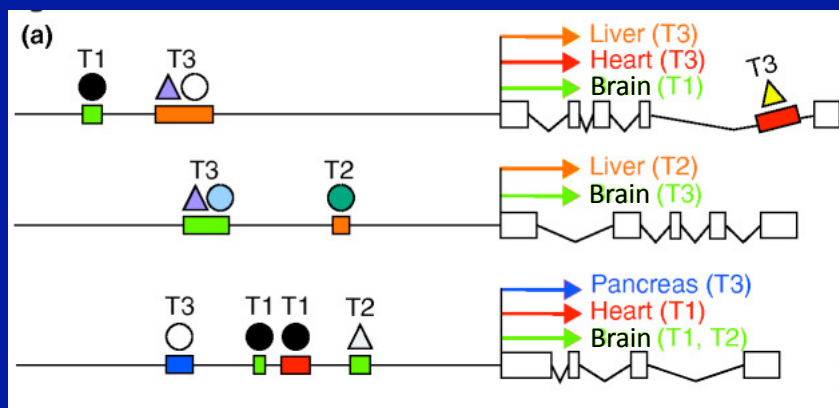 (a)
T1 T3
Liver (T3)
Heart (T3)
Brain (T1)
T3
T3 T2
Liver (T2)
Brain (T3)
T3 T1 T1 T2
Pancreas (T3)
Heart (T1)
Brain (T1, T2)